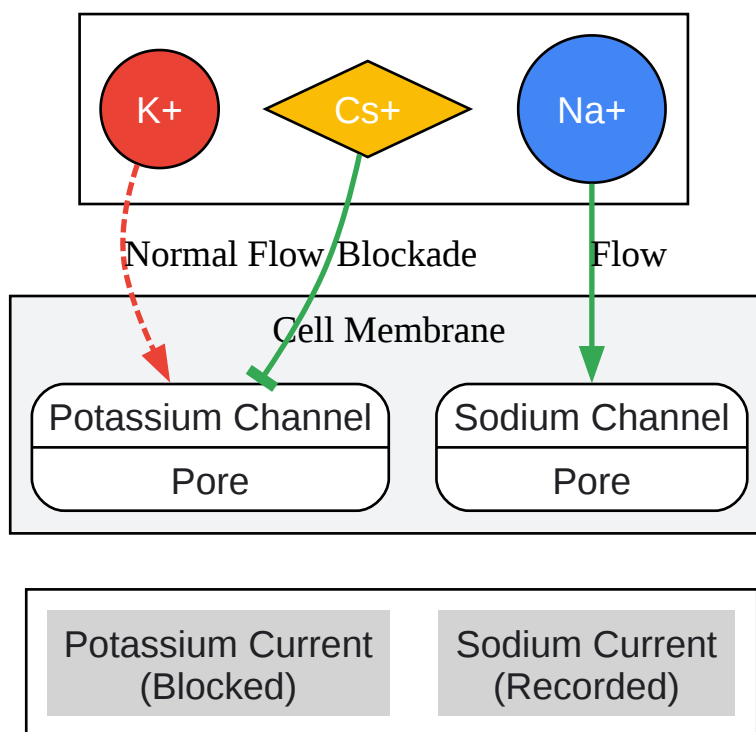 K+
Cs+
Na+
Normal Flow
Blockade
Flow
Cell Membrane
Potassium Channel
Pore
Sodium Channel
Pore
Potassium Current
(Blocked)
Sodium Current
(Recorded)